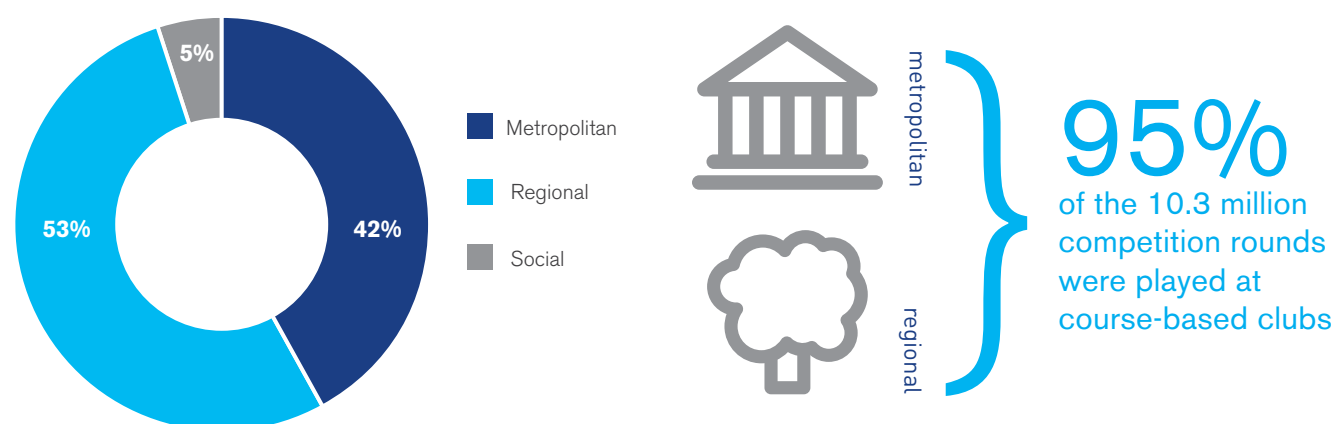 5%
53%
42%
Metropolitan
Regional
Social
metropolitan
regional
95%
of the 10.3 million
competition rounds
were played at
course-based clubs